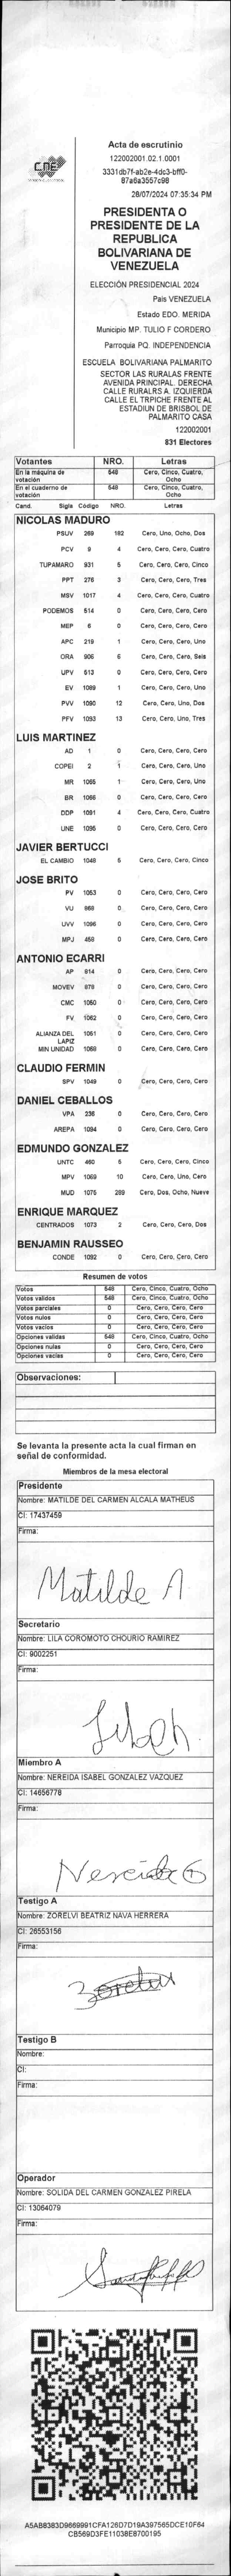 CNE
Acta de escrutinio
122002001.02.1.0001
3331db7f-ab2e-4dc3-bff0-
87a6a3557c98
28/07/2024 07:35:34 PM
PRESIDENTA O
PRESIDENTE DE LA
REPUBLICA
BOLIVARIANA DE
VENEZUELA
ELECCIÓN PRESIDENCIAL 2024
País VENEZUELA
Estado EDO. MERIDA
Municipio MP. TULIO F CORDERO
Parroquia PQ. INDEPENDENCIA
ESCUELA BOLIVARIANA PALMARITO
SECTOR LAS RURALAS FRENTE
AVENIDA PRINCIPAL. DERECHA
CALLE RURALRS A. IZQUIERDA
CALLE EL TRPICHE FRENTE AL
ESTADIUN DE BRISBOL DE
PALMARITO CASA
122002001
831 Electores
Votantes NRO. Letras
En la máquina de votación 548 Cero, Cinco, Cuatro, Ocho
En el cuaderno de votación 548 Cero, Cinco, Cuatro, Ocho
Cand. Sigla Código NRO. Letras
NICOLAS MADURO
PSUV 269 182 Cero, Uno, Ocho, Dos
PCV 9 4 Cero, Cero, Cero, Cuatro
TUPAMARO 931 5 Cero, Cero, Cero, Cinco
PPT 276 3 Cero, Cero, Cero, Tres
MSV 1017 4 Cero, Cero, Cero, Cuatro
PODEMOS 514 0 Cero, Cero, Cero, Cero
MEP 6 0 Cero, Cero, Cero, Cero
APC 219 1 Cero, Cero, Cero, Uno
ORA 906 6 Cero, Cero, Cero, Seis
UPV 513 0 Cero, Cero, Cero, Cero
EV 1089 1 Cero, Cero, Cero, Uno
PVV 1090 12 Cero, Cero, Uno, Dos
PFV 1093 13 Cero, Cero, Uno, Tres
LUIS MARTINEZ
AD 1 0 Cero, Cero, Cero, Cero
COPEI 2 1 Cero, Cero, Cero, Uno
MR 1065 1 Cero, Cero, Cero, Uno
BR 1066 0 Cero, Cero, Cero, Cero
DDP 1091 4 Cero, Cero, Cero, Cuatro
UNE 1095 0 Cero, Cero, Cero, Cero
JAVIER BERTUCCI
EL CAMBIO 1048 5 Cero, Cero, Cero, Cinco
JOSE BRITO
PV 1053 0 Cero, Cero, Cero, Cero
VU 868 0 Cero, Cero, Cero, Cero
UVV 1096 0 Cero, Cero, Cero, Cero
MPJ 459 0 Cero, Cero, Cero, Cero
ANTONIO ECARRI
AP 814 0 Cero, Cero, Cero, Cero
MOVEV 878 0 Cero, Cero, Cero, Cero
CMC 1050 0 Cero, Cero, Cero, Cero
FV 1062 0 Cero, Cero, Cero, Cero
ALIANZA DEL LAPIZ 1051 0 Cero, Cero, Cero, Cero
MIN UNIDAD 1068 0 Cero, Cero, Cero, Cero
CLAUDIO FERMIN
SPV 1049 0 Cero, Cero, Cero, Cero
DANIEL CEBALLOS
VPA 236 0 Cero, Cero, Cero, Cero
AREPA 1094 0 Cero, Cero, Cero, Cero
EDMUNDO GONZALEZ
UNTC 460 5 Cero, Cero, Cero, Cinco
MPV 1069 10 Cero, Cero, Uno, Cero
MUD 1075 289 Cero, Dos, Ocho, Nueve
ENRIQUE MARQUEZ
CENTRADOS 1073 2 Cero, Cero, Cero, Dos
BENJAMIN RAUSSEO
CONDE 1092 0 Cero, Cero, Cero, Cero
Resumen de votos
Votos 548 Cero, Cinco, Cuatro, Ocho
Votos validos 548 Cero, Cinco, Cuatro, Ocho
Votos parciales 0 Cero, Cero, Cero, Cero
Votos nulos 0 Cero, Cero, Cero, Cero
Votos vacios 0 Cero, Cero, Cero, Cero
Opciones validas 548 Cero, Cinco, Cuatro, Ocho
Opciones nulas 0 Cero, Cero, Cero, Cero
Opciones vacias 0 Cero, Cero, Cero, Cero
Observaciones:
Se levanta la presente acta la cual firman en
señal de conformidad.
Miembros de la mesa electoral
Presidente
Nombre: MATILDE DEL CARMEN ALCALA MATHEUS
CI: 17437459
Firma:
Matilde A
Secretario
Nombre: LILA COROMOTO CHOURIO RAMIREZ
CI: 9002251
Firma:
Miembro A
Nombre: NEREIDA ISABEL GONZALEZ VAZQUEZ
CI: 14656778
Firma:
Nereida G
Testigo A
Nombre: ZORELVI BEATRIZ NAVA HERRERA
CI: 26553156
Firma:
Testigo B
Nombre:
CI:
Firma:
Operador
Nombre: SOLIDA DEL CARMEN GONZALEZ PIRELA
CI: 13064079
Firma:
A5AB8383D9669991CFA126D7D19A397565DCE10F64
CB569D3FE11038E8700195